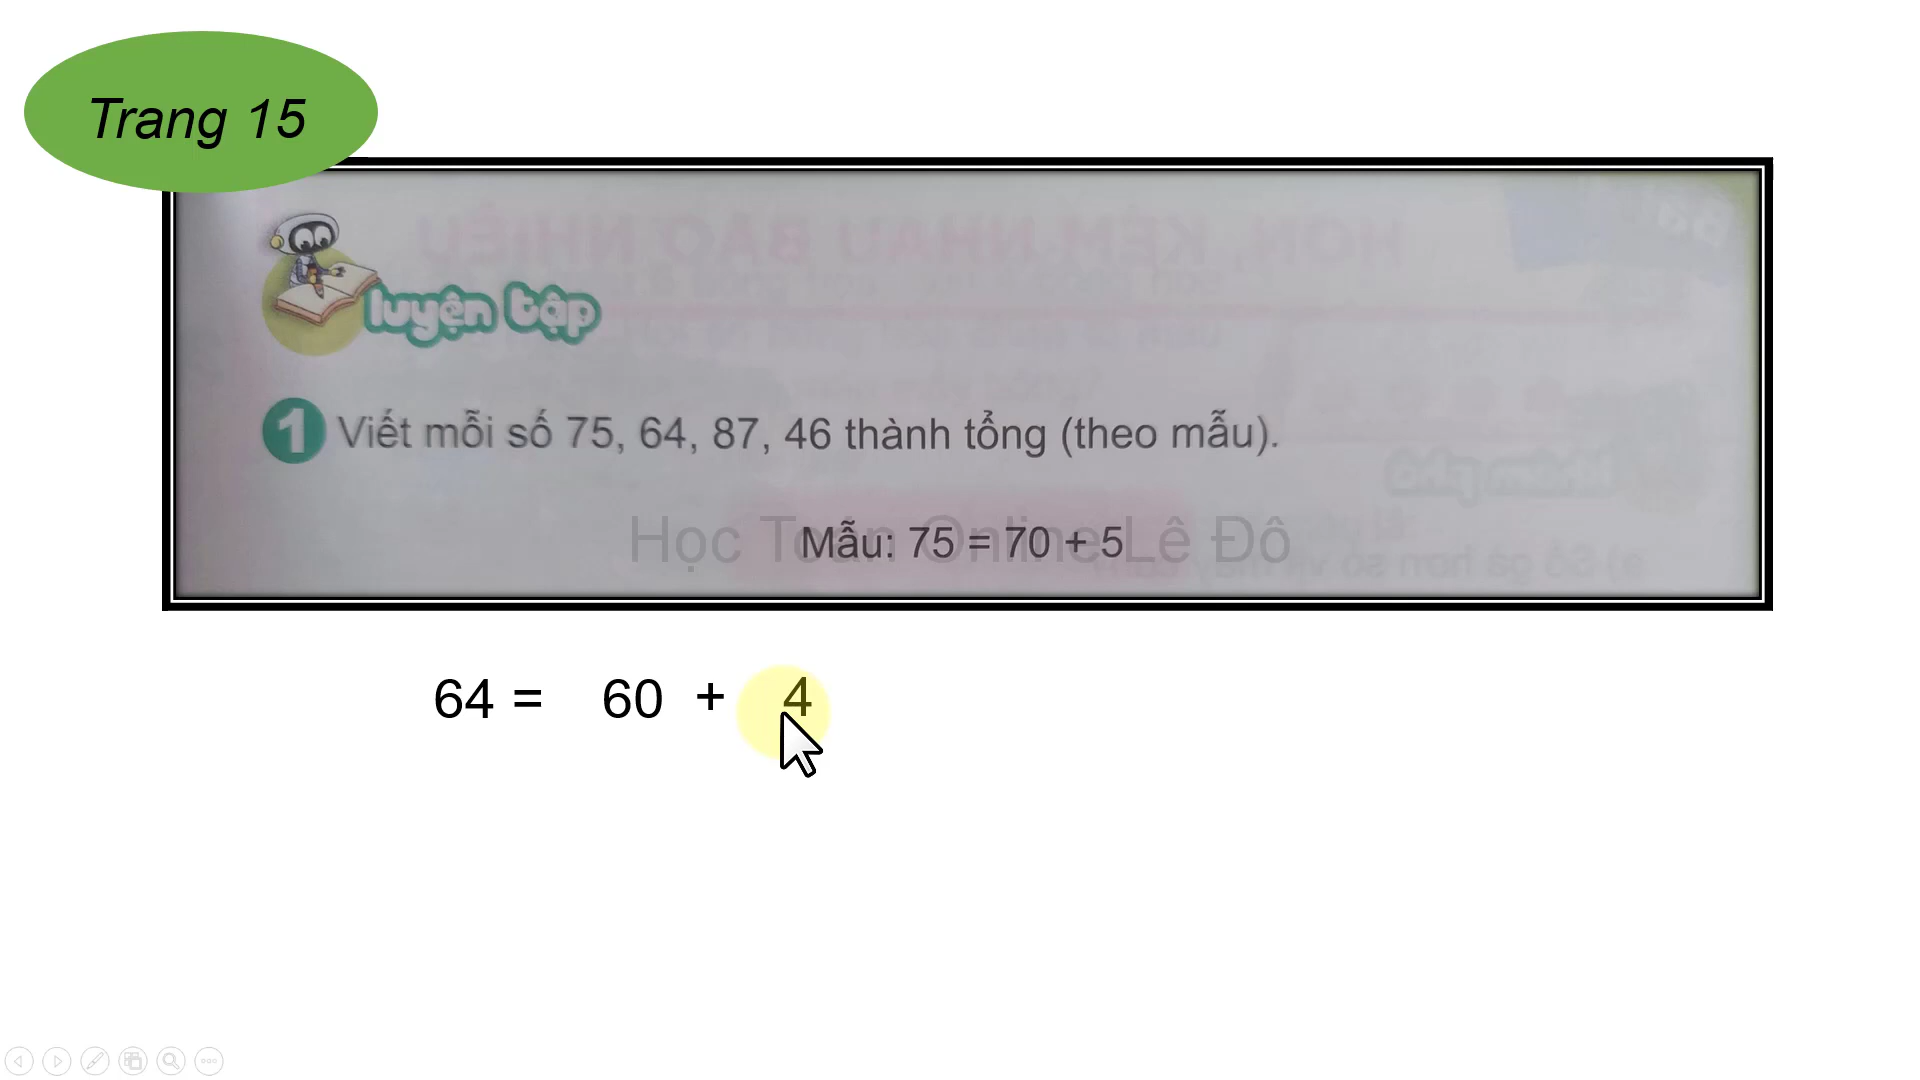 Trang 15
luyện tập
1 Viết mỗi số 75, 64, 87, 46 thành tổng (theo mẫu).
Mẫu: 75 = 70 + 5
Học Toán Online Lê Đô
64 = 60 + 4